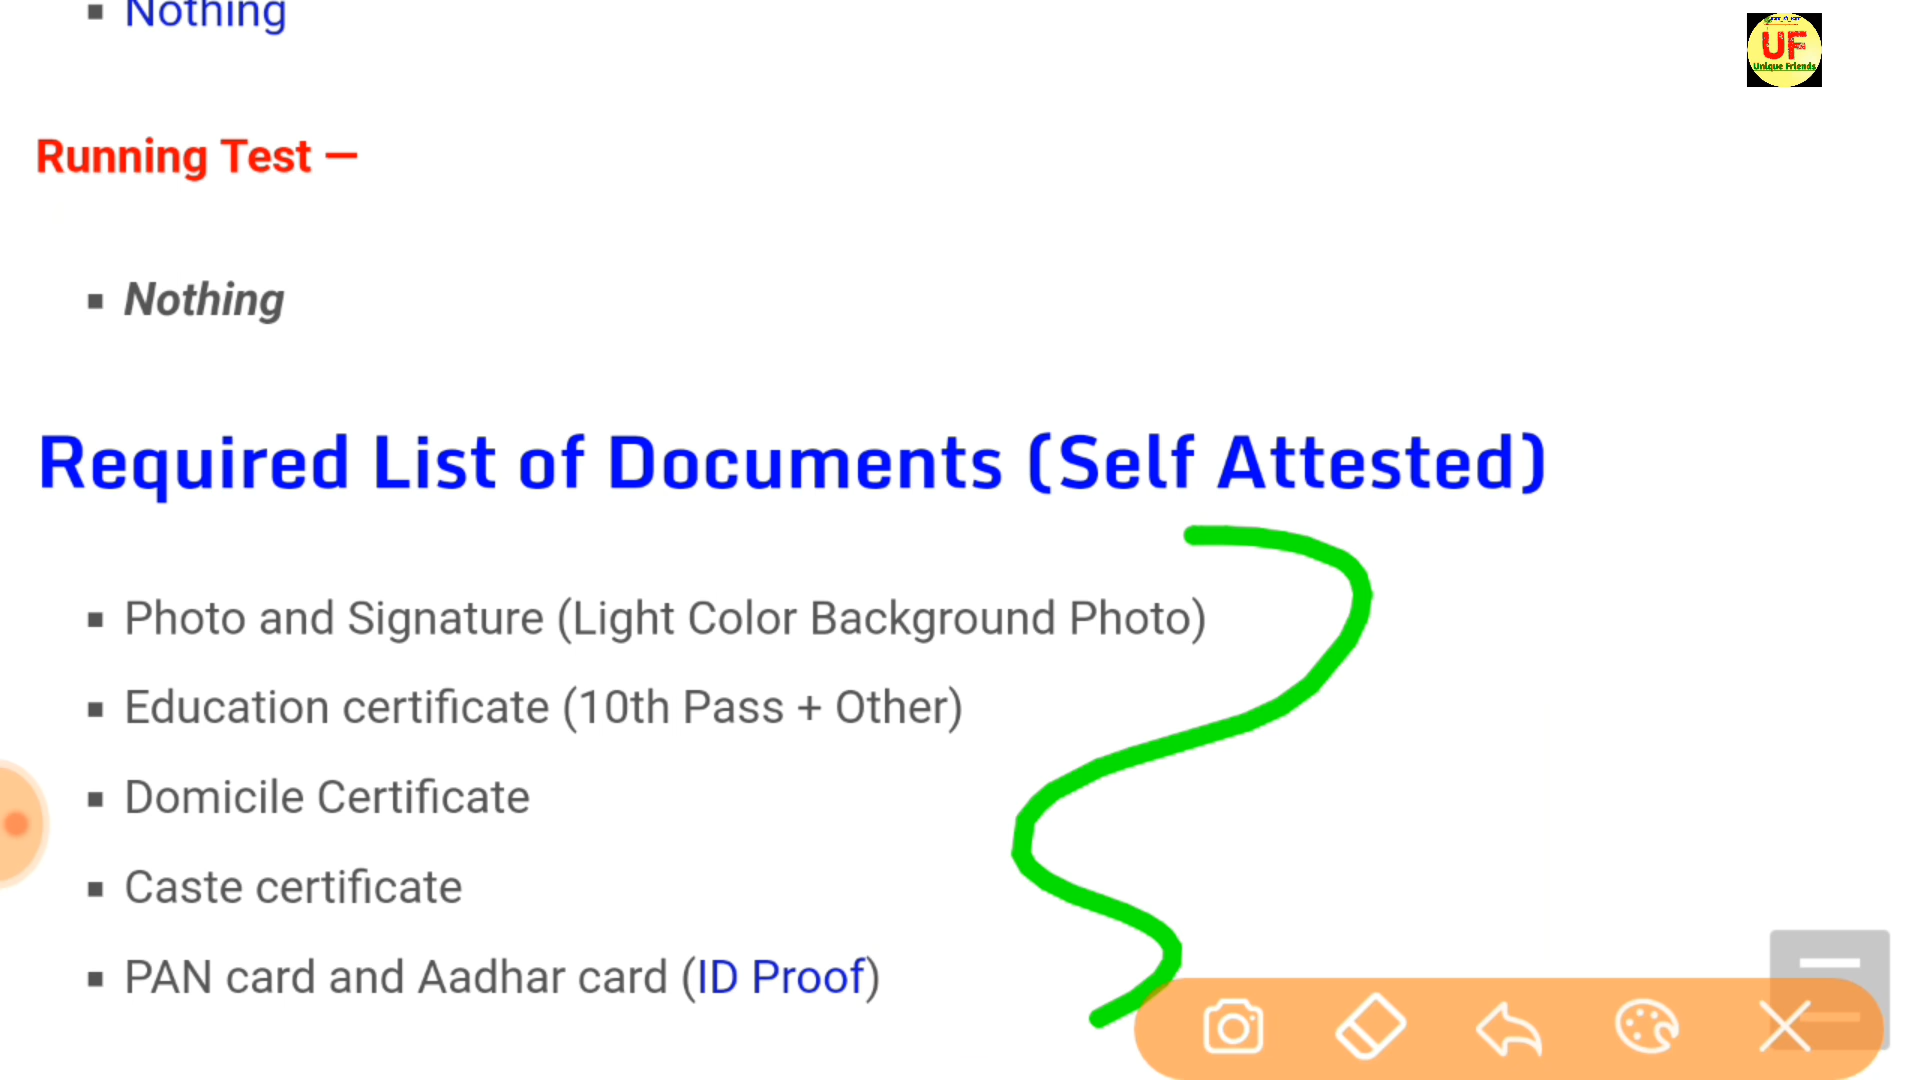 Nothing
UF
Unique Friends
Running Test —
Nothing
Required List of Documents (Self Attested)
Photo and Signature (Light Color Background Photo)
Education certificate (10th Pass + Other)
Domicile Certificate
Caste certificate
PAN card and Aadhar card (ID Proof)